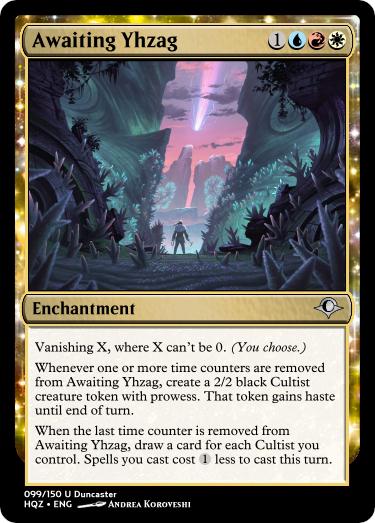 Awaiting Yhzag 1
Enchantment
Vanishing X, where X can't be 0. (You choose.)
Whenever one or more time counters are removed
from Awaiting Yhzag, create a 2/2 black Cultist
creature token with prowess. That token gains haste
until end of turn.
When the last time counter is removed from
Awaiting Yhzag, draw a card for each Cultist you
control. Spells you cast cost 1 less to cast this turn.
099/150 U Duncaster
HQZ • ENG Andrea Koroveshi